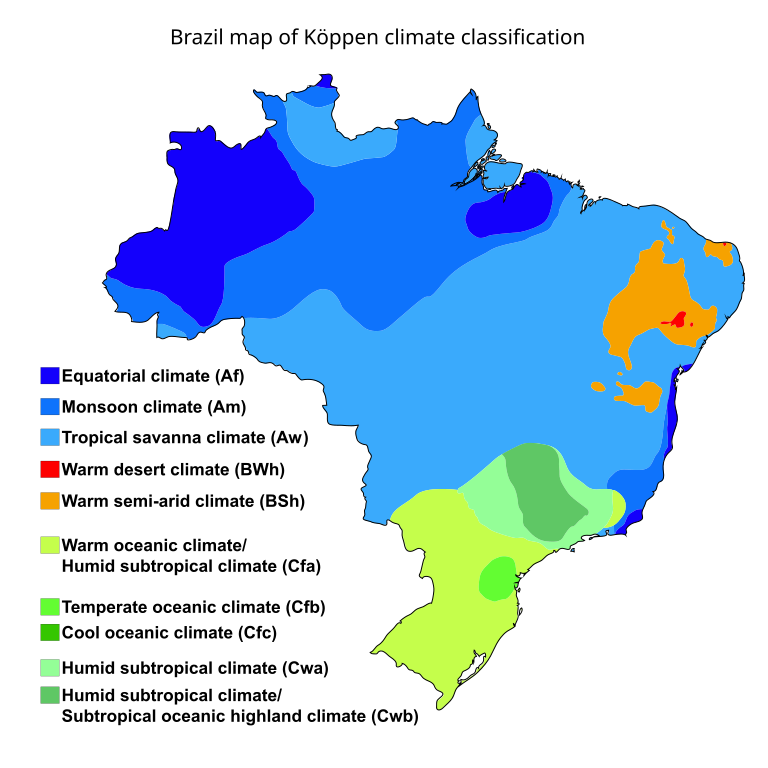 Brazil map of Köppen climate classification
Equatorial climate (Af)
Monsoon climate (Am)
Tropical savanna climate (Aw)
Warm desert climate (BWh)
Warm semi-arid climate (BSh)
Warm oceanic climate/
Humid subtropical climate (Cfa)
Temperate oceanic climate (Cfb)
Cool oceanic climate (Cfc)
Humid subtropical climate (Cwa)
Humid subtropical climate/
Subtropical oceanic highland climate (Cwb)